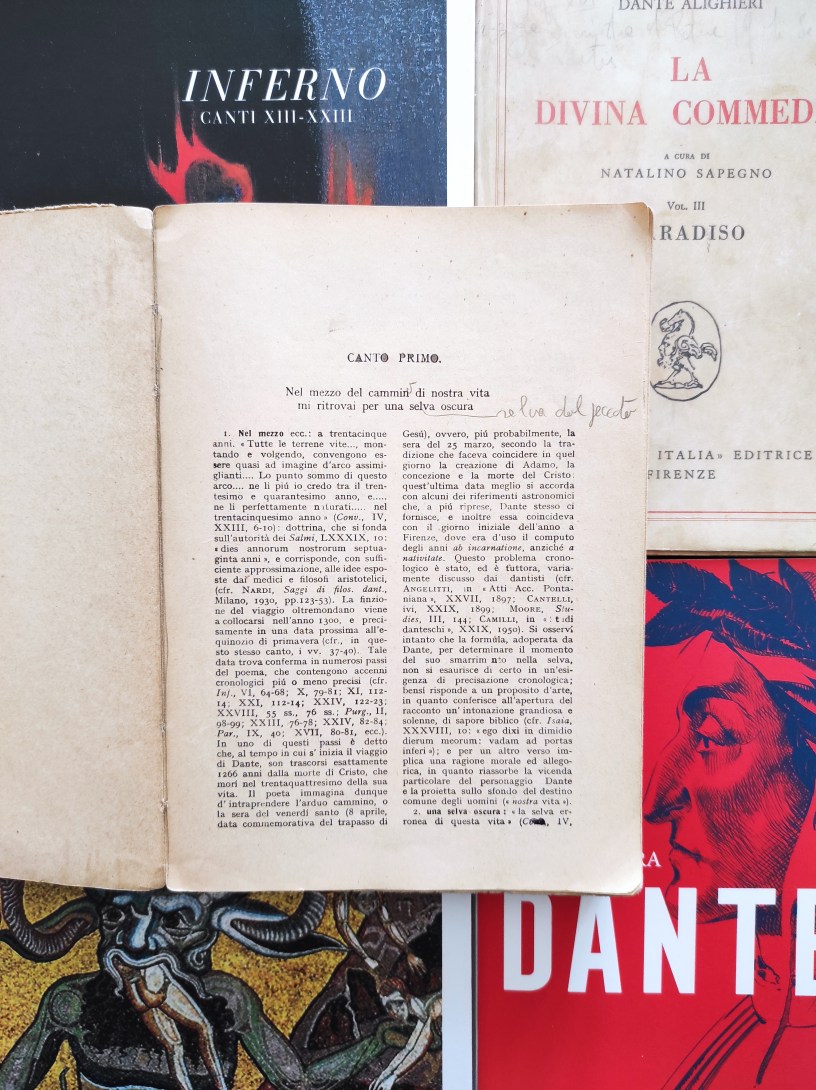 INFERNO
CANTI XIII-XXIII
DANTE ALIGHIERI
LA
DIVINA COMMED
A CURA DI
NATALINO SAPEGNO
VOL. III
ARADISO
ITALIA» EDITRICE
FIRENZE
CANTO PRIMO.
Nel mezzo del cammin di nostra vita
mi ritrovai per una selva oscura
selva del peccato
1. Nel mezzo ecc.: a trentacinque
anni. «Tutte le terrene vite..., mon-
tando e volgendo, convengono es-
sere quasi ad imagine d'arco assimi-
glianti.... Lo punto sommo di questo
arco.... ne li piú io credo tra il tren-
tesimo e quarantesimo anno, e....,
ne li perfettamente naturati..... nel
trentacinquesimo anno» (Conv., IV,
XXIII, 6-10): dottrina, che si fonda
sull'autorità dei Salmi, LXXXIX, 10:
«dies annorum nostrorum septua-
ginta anni», e corrisponde, con suffi-
ciente approssimazione, alle idee espo-
ste dai medici e filosofi aristotelici,
(cfr. NARDI, Saggi di filos. dant.,
Milano, 1930, pp.123-53). La finzio-
ne del viaggio oltremondano viene
a collocarsi nell'anno 1300, e preci-
samente in una data prossima all'e-
quinozio di primavera (cfr., in que-
sto stesso canto, i vv. 37-40). Tale
data trova conferma in numerosi passi
del poema, che contengono accenni
cronologici piú o meno precisi (cfr.
Inf., VI, 64-68; X, 79-81; XI, 112-
14; XXI, 112-14; XXIV, 122-23;
XXVIII, 55 ss., 76 ss.; Purg., II,
98-99; XXIII, 76-78; XXIV, 82-84;
Par., IX, 40; XVII, 80-81, ecc.).
In uno di questi passi è detto
che, al tempo in cui s' inizia il viaggio
di Dante, son trascorsi esattamente
1266 anni dalla morte di Cristo, che
morí nel trentaquattresimo della sua
vita. Il poeta immagina dunque
d' intraprendere l'arduo cammino, o
la sera del venerdí santo (8 aprile,
data commemorativa del trapasso di
Gesú), ovvero, piú probabilmente, la
sera del 25 marzo, secondo la tra-
dizione che faceva coincidere in quel
giorno la creazione di Adamo, la
concezione e la morte del Cristo:
quest'ultima data meglio si accorda
con alcuni dei riferimenti astronomici
che, a piú riprese, Dante stesso ci
fornisce, e inoltre essa coincideva
con il giorno iniziale dell'anno a
Firenze, dove era d'uso il computo
degli anni ab incarnatione, anziché a
nativitate. Questo problema crono-
logico è stato, ed è tuttora, varia-
mente discusso dai dantisti (cfr.
ANGELITTI, in «Atti Acc. Ponta-
niana», XXVII, 1897; CANTELLI,
ivi, XXIX, 1899; MOORE, Stu-
dies, III, 144; CAMILLI, in «Studi
danteschi», XXIX, 1950). Si osservi
intanto che la formula, adoperata da
Dante, per determinare il momento
del suo smarrimento nella selva,
non si esaurisce di certo in un'esi-
genza di precisazione cronologica;
bensí risponde a un proposito d'arte,
in quanto conferisce all'apertura del
racconto un' intonazione grandiosa e
solenne, di sapore biblico (cfr. Isaia,
XXXVIII, 10: «ego dixi in dimidio
dierum meorum: vadam ad portas
inferi»); e per un altro verso im-
plica una ragione morale ed allego-
rica, in quanto riassorbe la vicenda
particolare del personaggio Dante
e la proietta sullo sfondo del destino
comune degli uomini («nostra vita»).
2. una selva oscura: «la selva er-
ronea di questa vita» (Conv., IV,
RA
DANTE